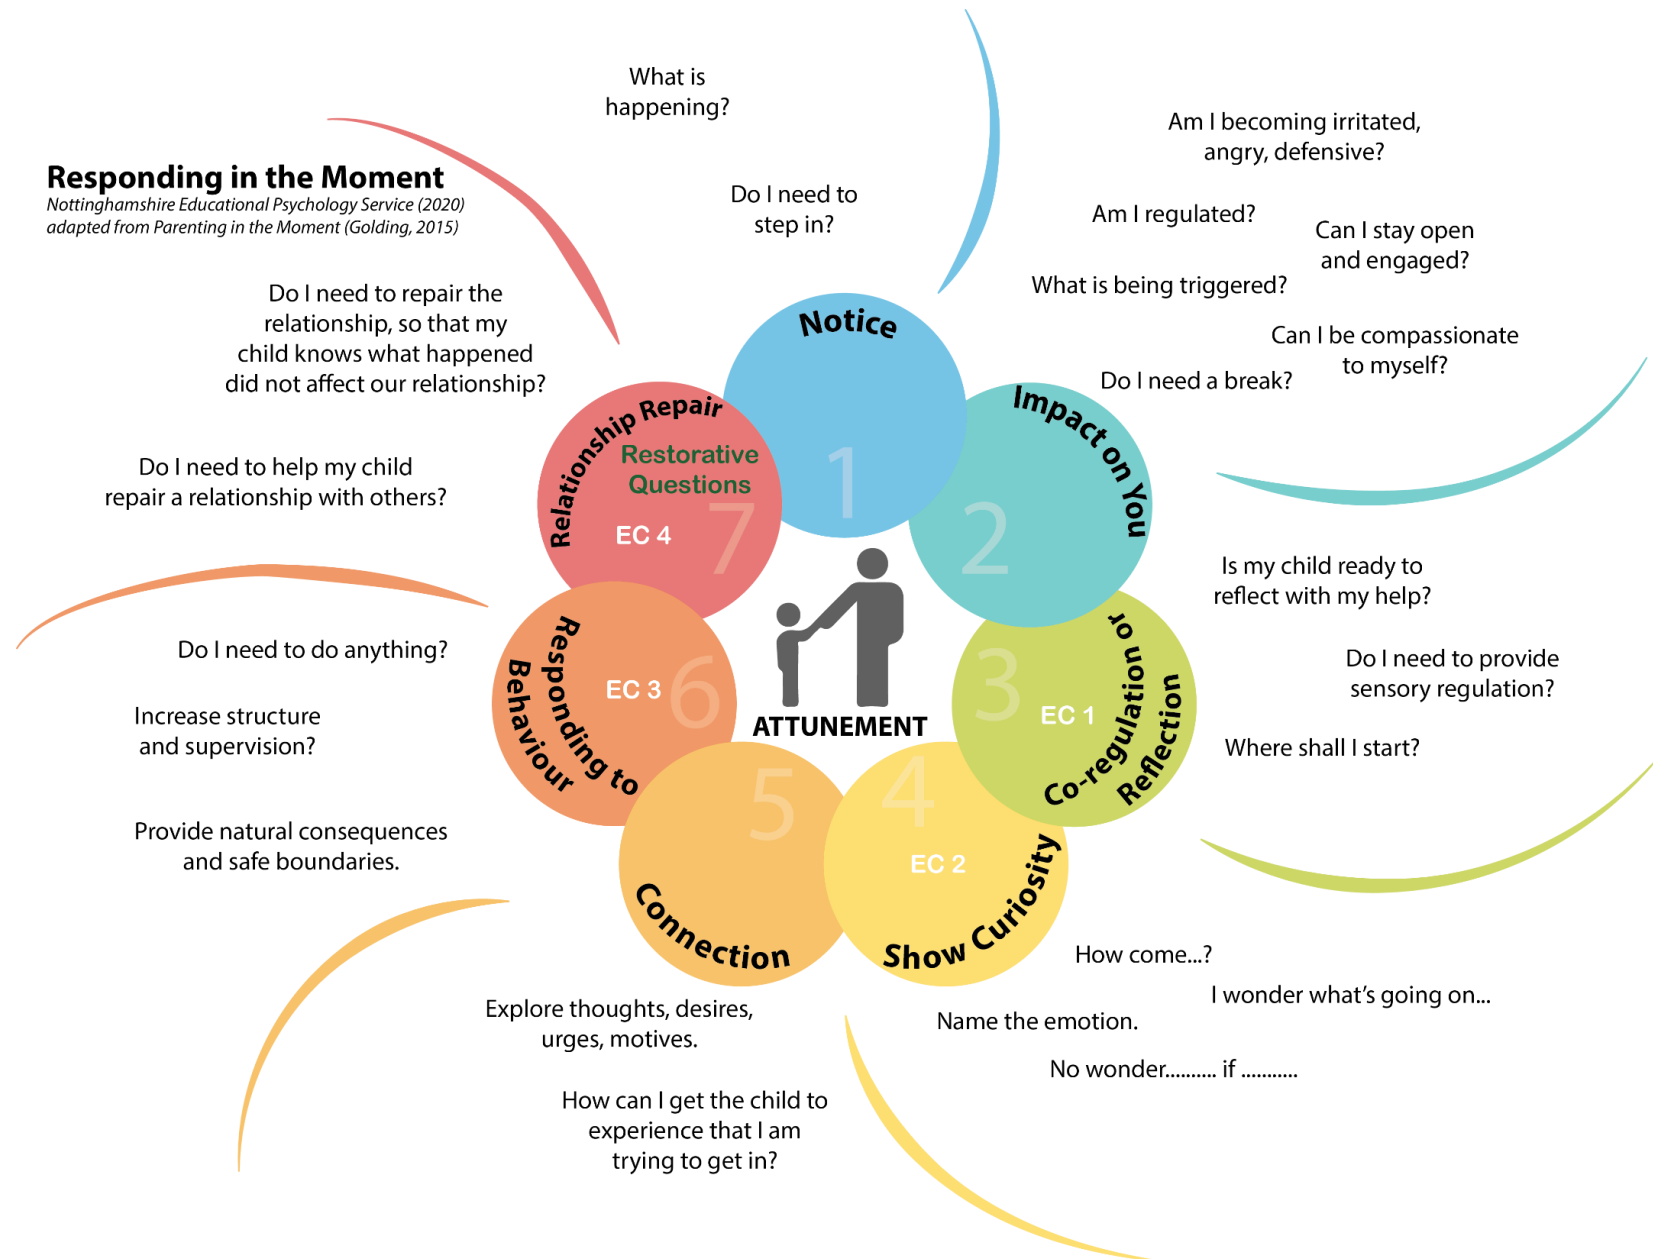 Responding in the Moment
Nottinghamshire Educational Psychology Service (2020)
adapted from Parenting in the Moment (Golding, 2015)
What is
happening?
Do I need to
step in?
Notice
1
Am I becoming irritated,
angry, defensive?
Am I regulated?
Can I stay open
and engaged?
What is being triggered?
Can I be compassionate
to myself?
Do I need a break?
Impact on You
2
Is my child ready to
reflect with my help?
Do I need to provide
sensory regulation?
Where shall I start?
Co-regulation or
Reflection
3
EC 1
How come...?
I wonder what's going on...
Name the emotion.
No wonder.......... if ...........
Show Curiosity
4
EC 2
Explore thoughts, desires,
urges, motives.
How can I get the child to
experience that I am
trying to get in?
Connection
5
Do I need to do anything?
Increase structure
and supervision?
Provide natural consequences
and safe boundaries.
Responding to
Behaviour
6
EC 3
Do I need to repair the
relationship, so that my
child knows what happened
did not affect our relationship?
Do I need to help my child
repair a relationship with others?
Relationship Repair
Restorative
Questions
EC 4
7
ATTUNEMENT